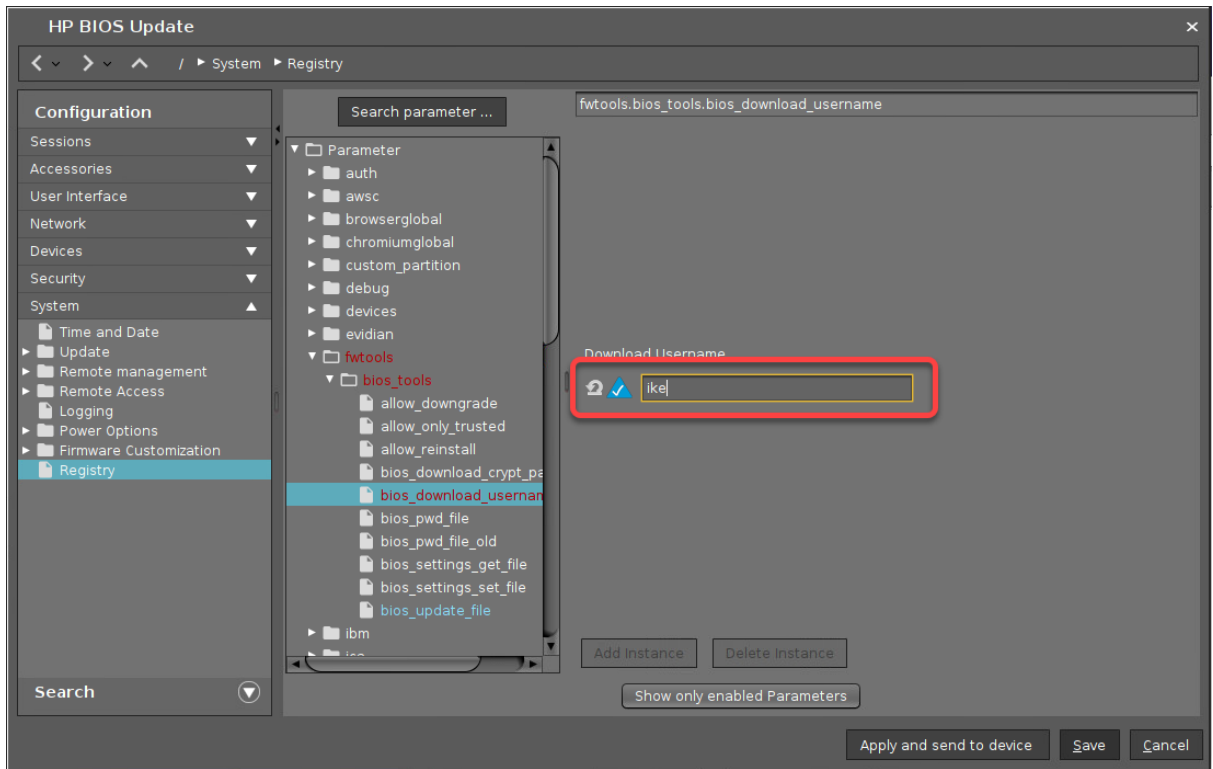 HP BIOS Update
/ System Registry
Configuration
Sessions
Accessories
User Interface
Network
Devices
Security
System
Time and Date
Update
Remote management
Remote Access
Logging
Power Options
Firmware Customization
Registry
Search
Search parameter ...
Parameter
auth
awsc
browserglobal
chromiumglobal
custom_partition
debug
devices
evidian
fwtools
bios_tools
allow_downgrade
allow_only_trusted
allow_reinstall
bios_download_crypt_pa
bios_download_usernam
bios_pwd_file
bios_pwd_file_old
bios_settings_get_file
bios_settings_set_file
bios_update_file
ibm
fwtools.bios_tools.bios_download_username
Download Username
ike
Add Instance Delete Instance
Show only enabled Parameters
Apply and send to device Save Cancel